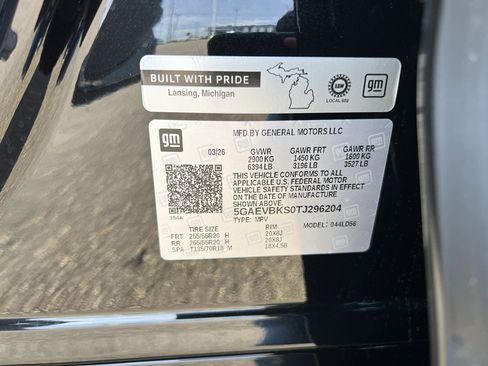 BUILT WITH PRIDE
Lansing, Michigan
UAW
LOCAL 602
gm
gm
MFD BY GENERAL MOTORS LLC
03/26 GVWR GAWR FRT GAWR RR
2900 KG 1450 KG 1600 KG
6394 LB 3196 LB 3527 LB
THIS VEHICLE CONFORMS TO ALL
APPLICABLE U.S. FEDERAL MOTOR
VEHICLE SAFETY STANDARDS IN
EFFECT ON THE DATE OF
MANUFACTURE SHOWN ABOVE.
5GAEVBKS0TJ296204
TYPE: MPV MODEL: 044LD56
TIRE SIZE RIM
FRT 255/55R20 H 20X8J
RR 255/55R20 H 20X8J
SPA T135/70R18 M 18X4.5B